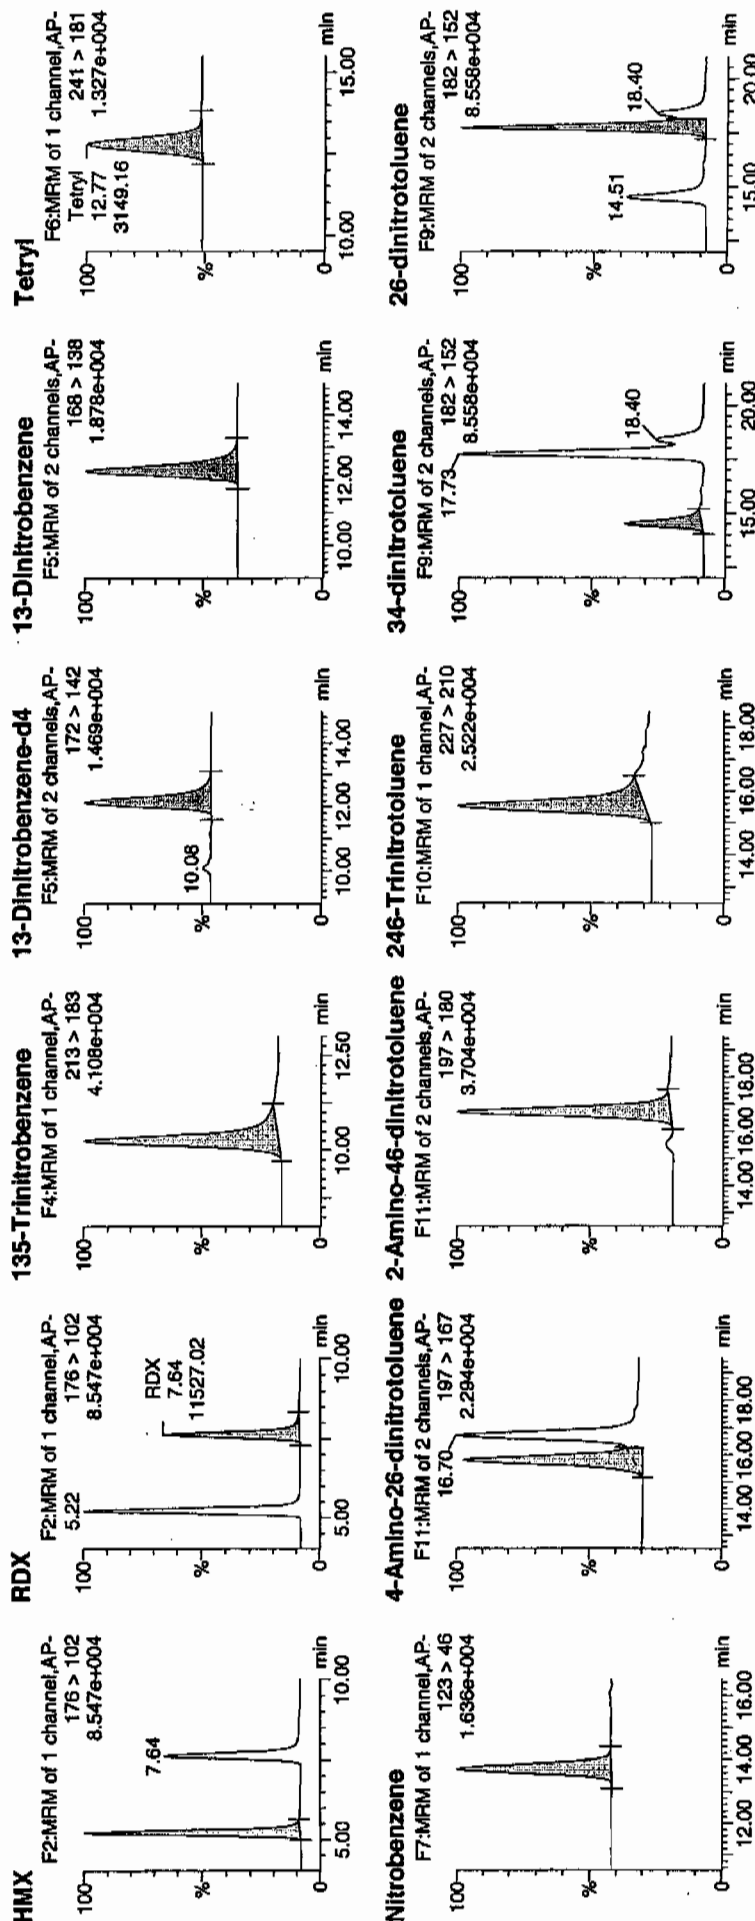 HMX
F2:MRM of 1 channel,AP-
176 > 102
8.547e+004
100
7.64
%
0
5.00
10.00
min
RDX
F2:MRM of 1 channel,AP-
176 > 102
8.547e+004
100
5.22
RDX
7.64
11527.02
%
0
5.00
10.00
min
135-Trinitrobenzene
F4:MRM of 1 channel,AP-
213 > 183
4.108e+004
100
%
0
10.00
12.50
min
13-Dinitrobenzene-d4
F5:MRM of 2 channels,AP-
172 > 142
1.469e+004
100
10.08
%
0
10.00
12.00
14.00
min
13-Dinitrobenzene
F5:MRM of 2 channels,AP-
168 > 138
1.878e+004
100
%
0
10.00
12.00
14.00
min
Tetryl
F6:MRM of 1 channel,AP-
241 > 181
1.327e+004
100
Tetryl
12.77
3149.16
%
0
10.00
15.00
min
Nitrobenzene
F7:MRM of 1 channel,AP-
123 > 46
1.636e+004
100
%
0
12.00
14.00
16.00
min
4-Amino-26-dinitrotoluene
F11:MRM of 2 channels,AP-
197 > 167
2.294e+004
100
16.70
%
0
14.00
16.00
18.00
min
2-Amino-46-dinitrotoluene
F11:MRM of 2 channels,AP-
197 > 180
3.704e+004
100
%
0
14.00
16.00
18.00
min
246-Trinitrotoluene
F10:MRM of 1 channel,AP-
227 > 210
2.522e+004
100
%
0
14.00
16.00
18.00
min
34-dinitrotoluene
F9:MRM of 2 channels,AP-
182 > 152
8.558e+004
100
17.73
18.40
%
0
15.00
20.00
min
26-dinitrotoluene
F9:MRM of 2 channels,AP-
182 > 152
8.558e+004
100
14.51
18.40
%
0
15.00
20.00
min